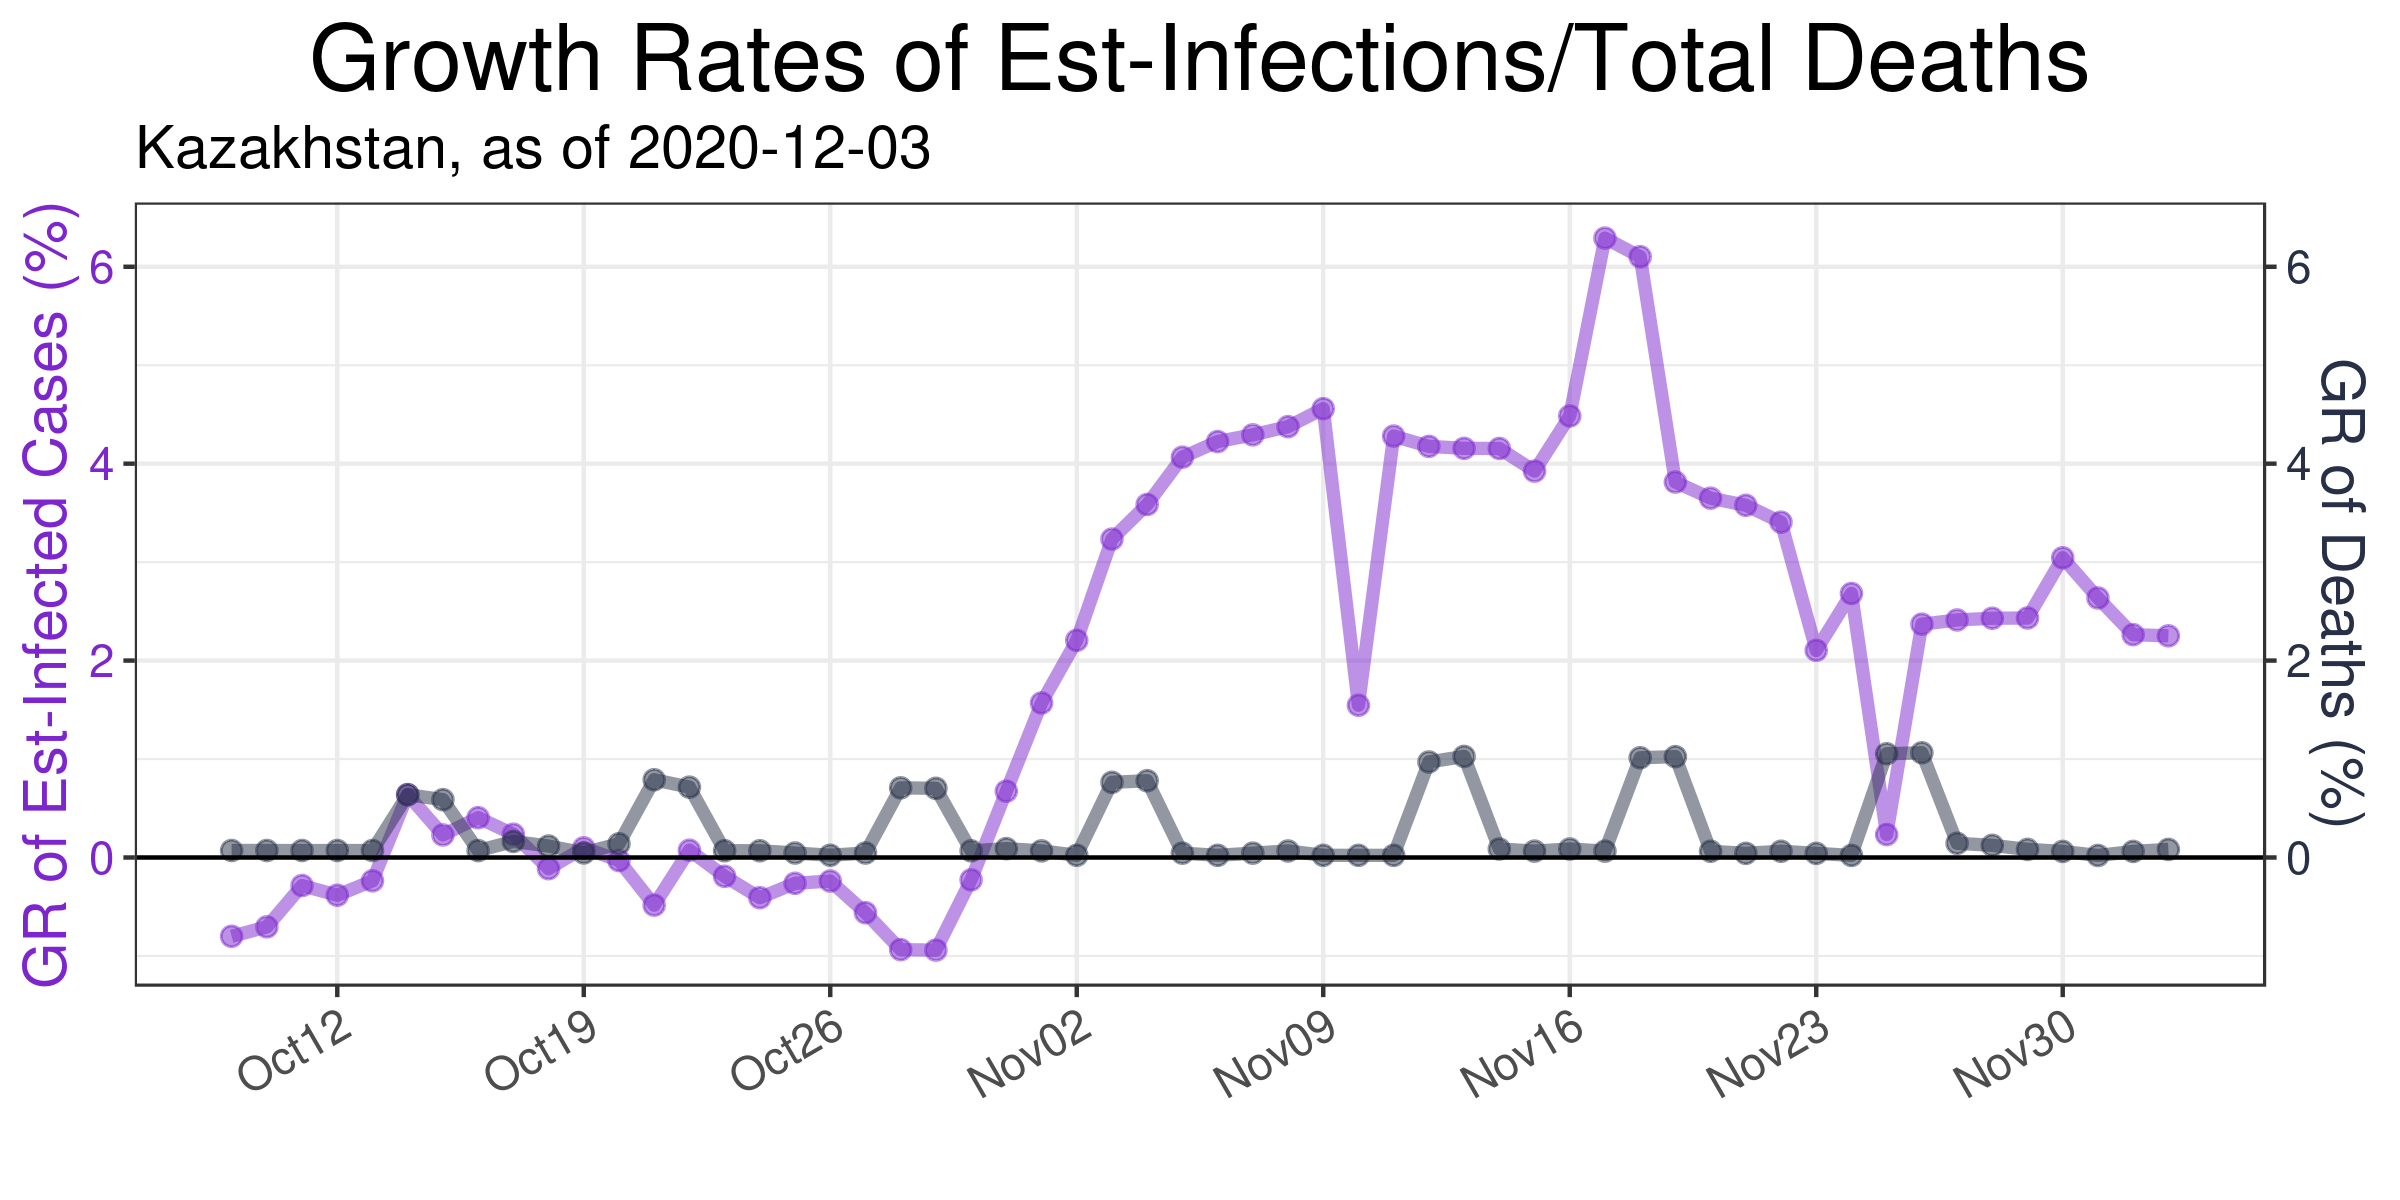 Growth Rates of Est-Infections/Total Deaths
Kazakhstan, as of 2020-12-03
GR of Est-Infected Cases (%)
6
4
2
0
6
4
2
0
GR of Deaths (%)
Oct12
Oct19
Oct26
Nov02
Nov09
Nov16
Nov23
Nov30